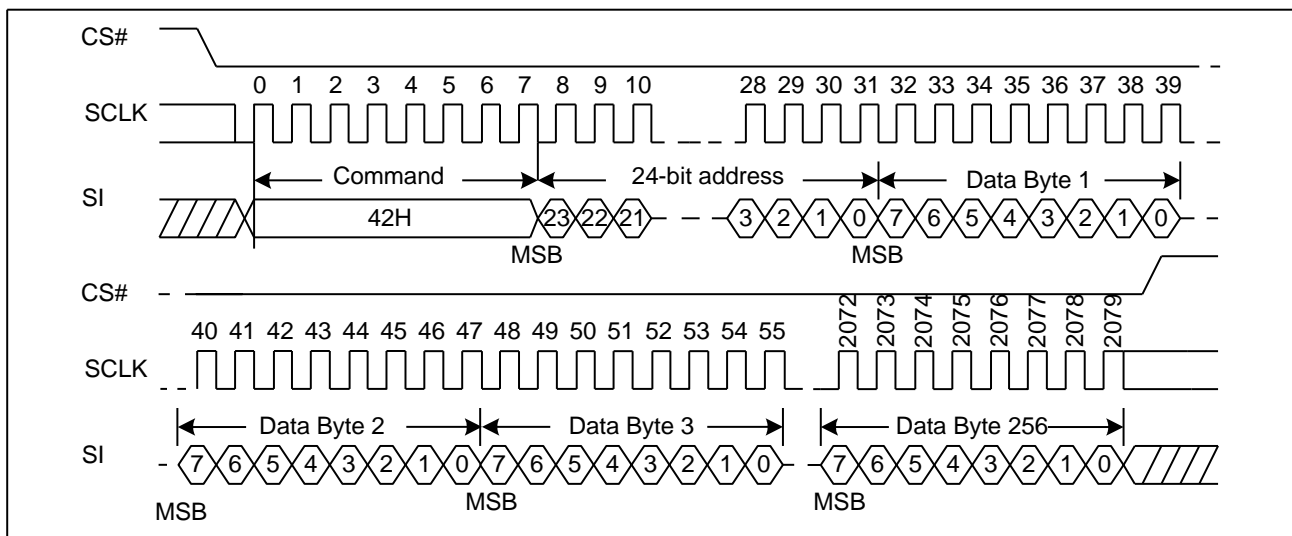 CS#
0 1 2 3 4 5 6 7 8 9 10 28 29 30 31 32 33 34 35 36 37 38 39
SCLK
Command 24-bit address Data Byte 1
SI
42H 23 22 21 3 2 1 0 7 6 5 4 3 2 1 0
MSB MSB
CS#
2072 2073 2074 2075 2076 2077 2078 2079
40 41 42 43 44 45 46 47 48 49 50 51 52 53 54 55
SCLK
Data Byte 2 Data Byte 3 Data Byte 256
SI
7 6 5 4 3 2 1 0 7 6 5 4 3 2 1 0 7 6 5 4 3 2 1 0
MSB MSB MSB